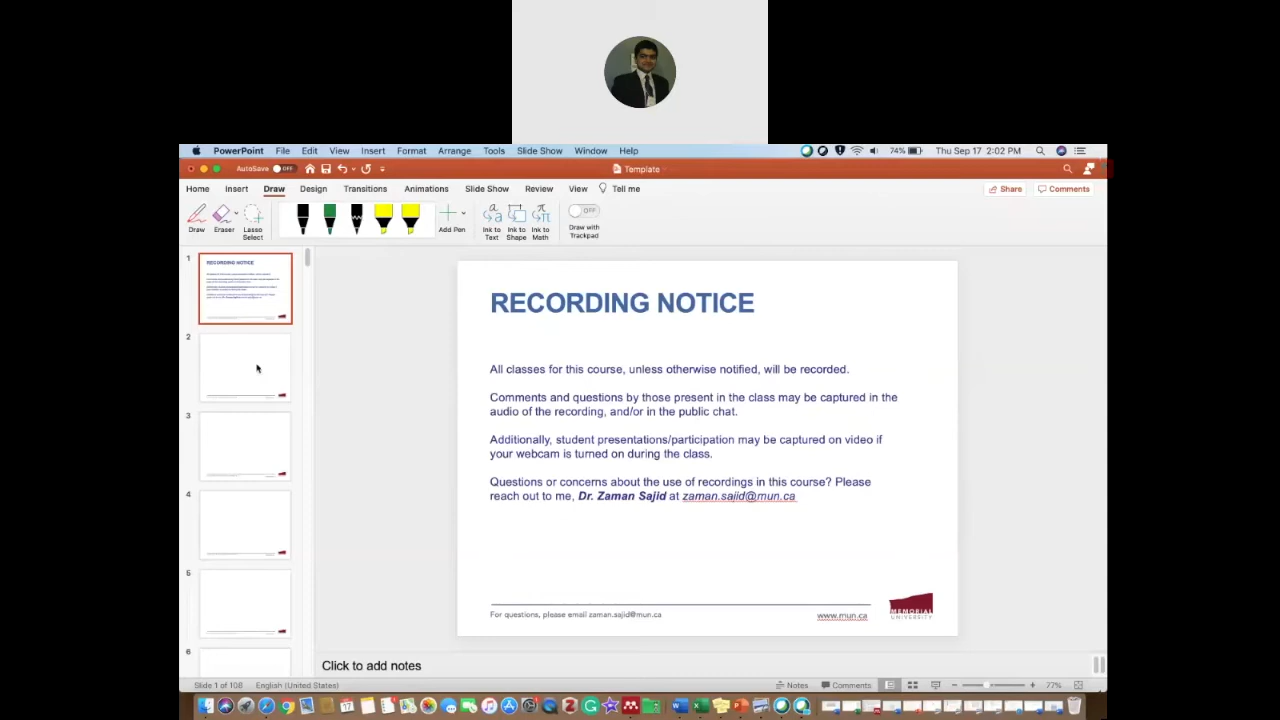 PowerPoint File Edit View Insert Format Arrange Tools Slide Show Window Help 74% Thu Sep 17 2:02 PM
AutoSave OFF Template
Home Insert Draw Design Transitions Animations Slide Show Review View Tell me Share Comments
Draw Eraser Lasso Select Add Pen Ink to Text Ink to Shape Ink to Math OFF Draw with Trackpad
1
RECORDING NOTICE
2
3
4
5
6
RECORDING NOTICE
All classes for this course, unless otherwise notified, will be recorded.
Comments and questions by those present in the class may be captured in the
audio of the recording, and/or in the public chat.
Additionally, student presentations/participation may be captured on video if
your webcam is turned on during the class.
Questions or concerns about the use of recordings in this course? Please
reach out to me, Dr. Zaman Sajid at zaman.sajid@mun.ca
For questions, please email zaman.sajid@mun.ca www.mun.ca
MEMORIAL
UNIVERSITY
Click to add notes
Slide 1 of 108 English (United States) Notes Comments 77%